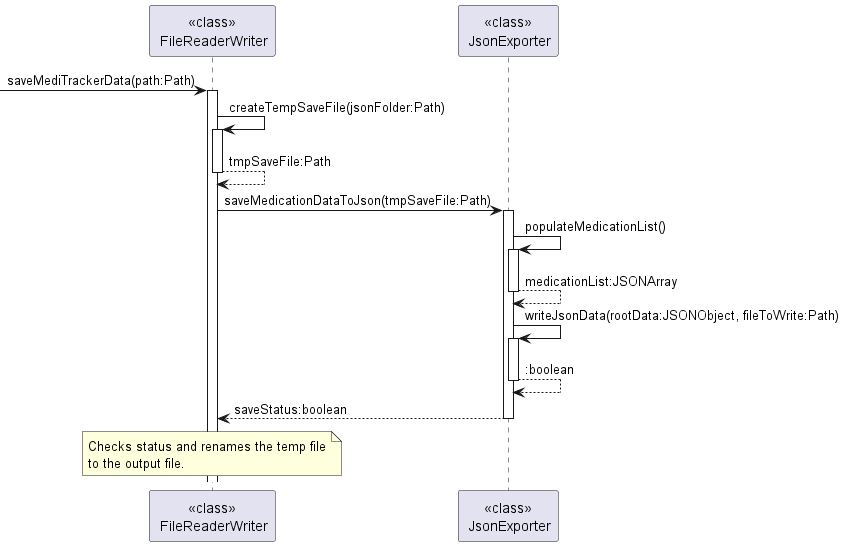 «class»
FileReaderWriter
«class»
JsonExporter
saveMediTrackerData(path:Path)
createTempSaveFile(jsonFolder:Path)
tmpSaveFile:Path
saveMedicationDataToJson(tmpSaveFile:Path)
populateMedicationList()
medicationList:JSONArray
writeJsonData(rootData:JSONObject, fileToWrite:Path)
:boolean
saveStatus:boolean
Checks status and renames the temp file
to the output file.
«class»
FileReaderWriter
«class»
JsonExporter